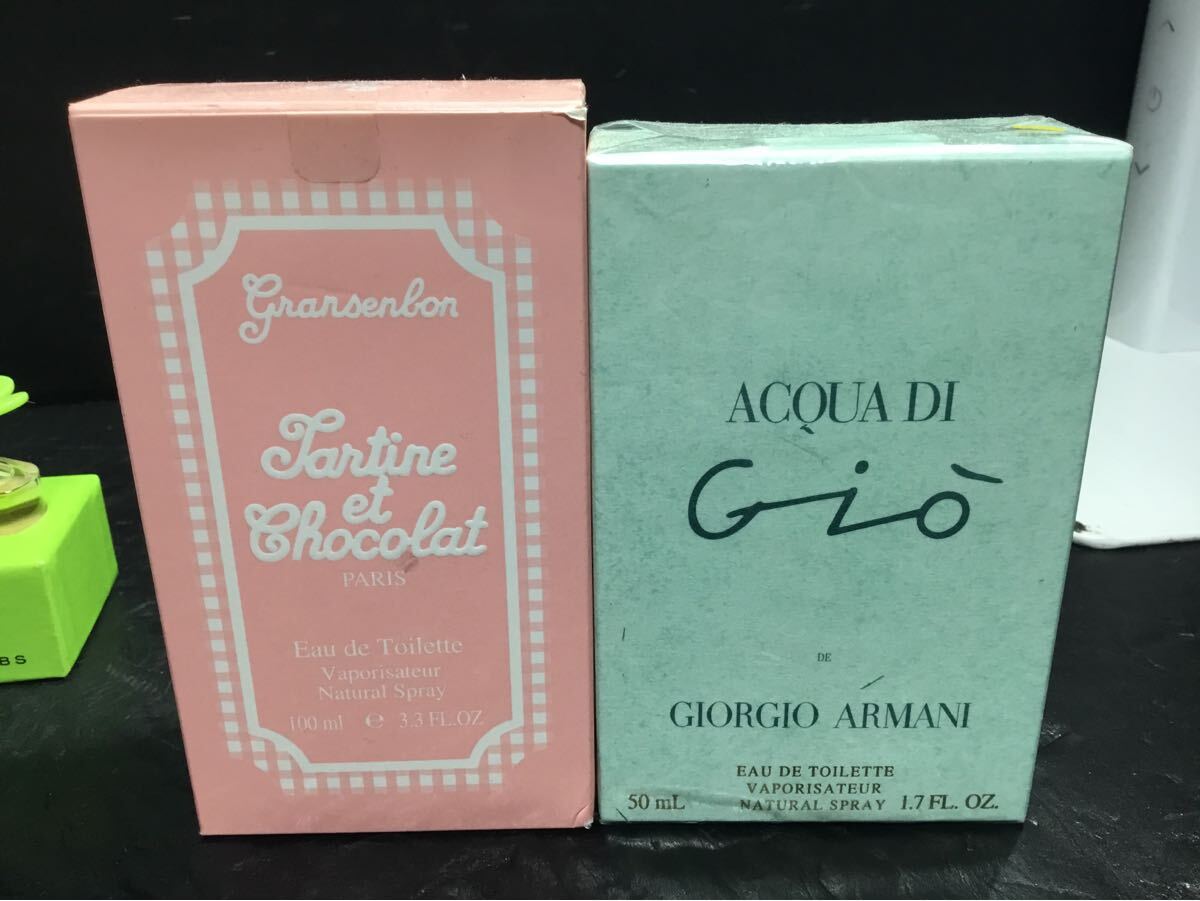 Gransenbon
Tartine
et
Chocolat
PARIS
Eau de Toilette
Vaporisateur
Natural Spray
100 ml e 3.3 FL.OZ
ACQUA DI
Giò
DE
GIORGIO ARMANI
EAU DE TOILETTE
VAPORISATEUR
50 mL NATURAL SPRAY 1.7 FL. OZ.
BS